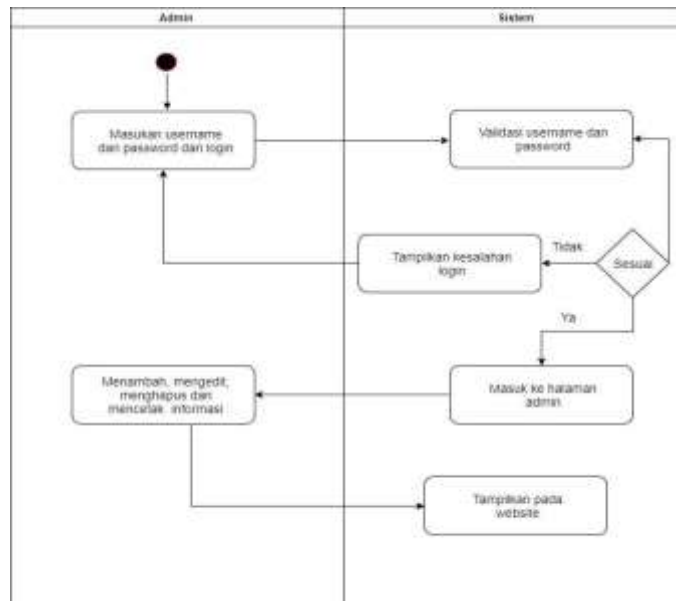 Admin
Sistem
Masukan username
dan password dan login
Validasi username dan
password
Tampilkan kesalahan
login
Tidak
Sesuai
Ya
Menambah, mengedit,
menghapus dan
mencetak informasi
Masuk ke halaman
admin
Tampilkan pada
website